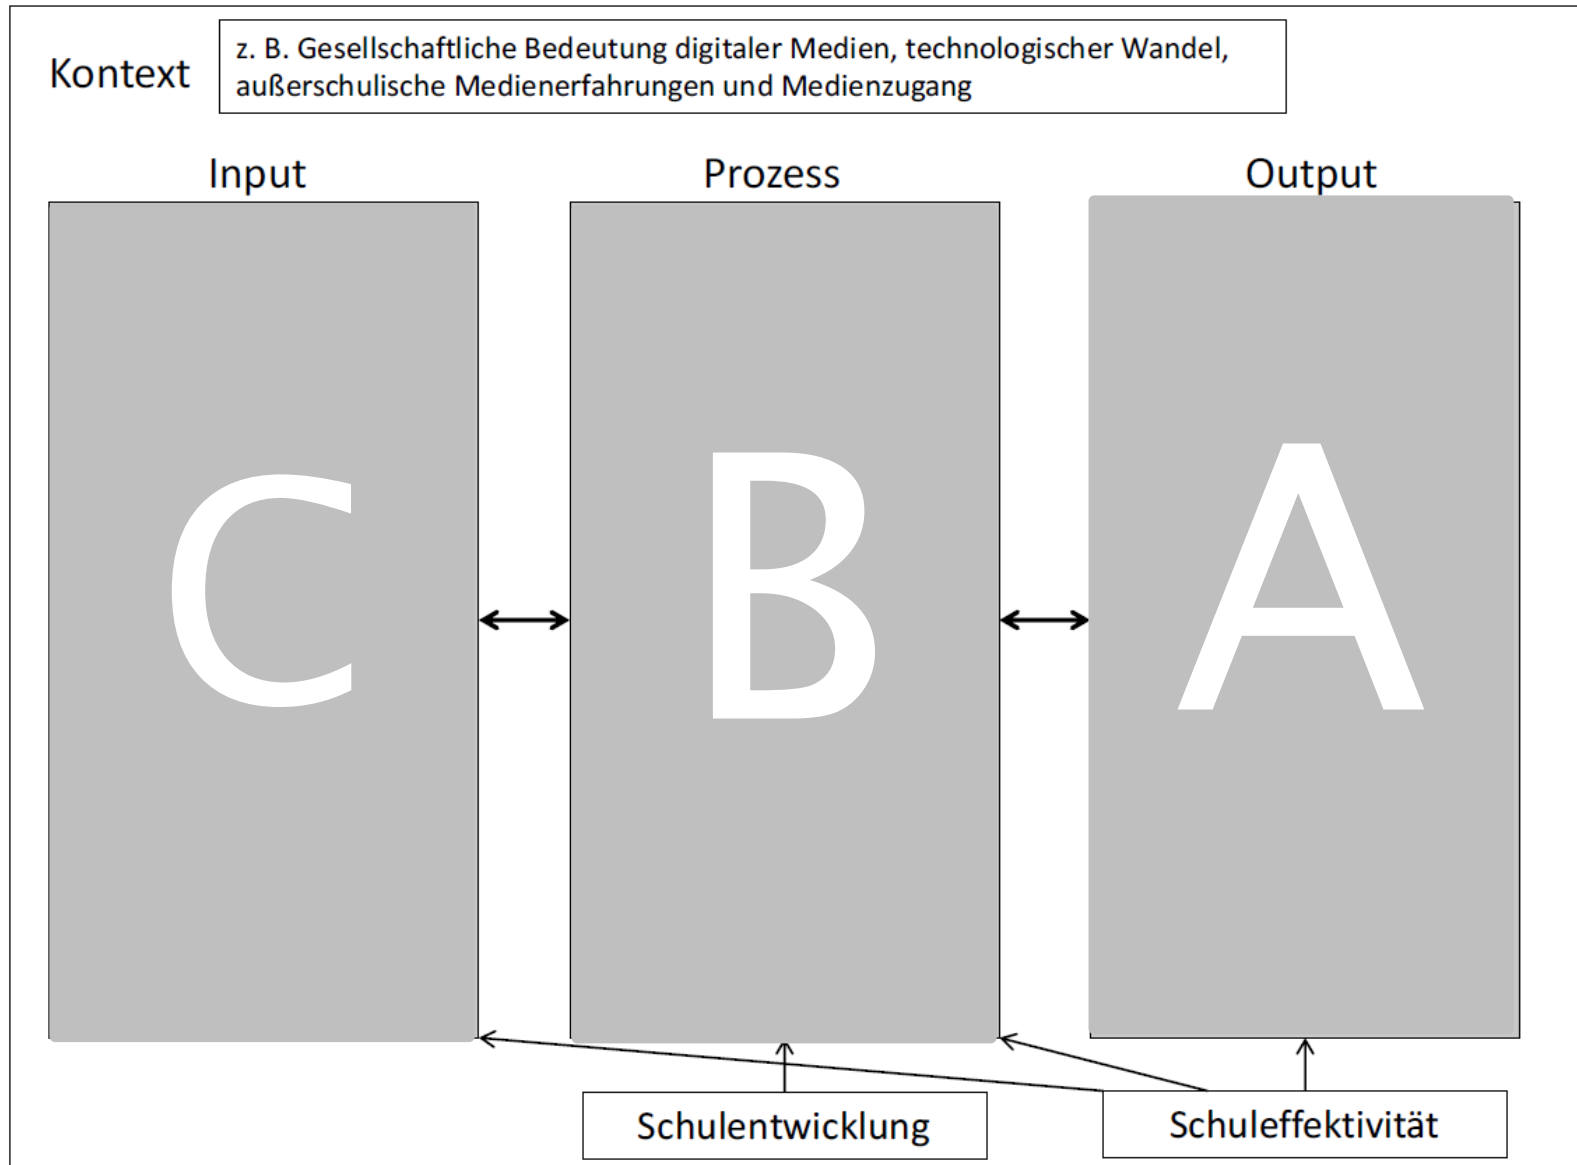 Kontext
z. B. Gesellschaftliche Bedeutung digitaler Medien, technologischer Wandel,
außerschulische Medienerfahrungen und Medienzugang
Input
Prozess
Output
C
B
A
Schulentwicklung
Schuleffektivität